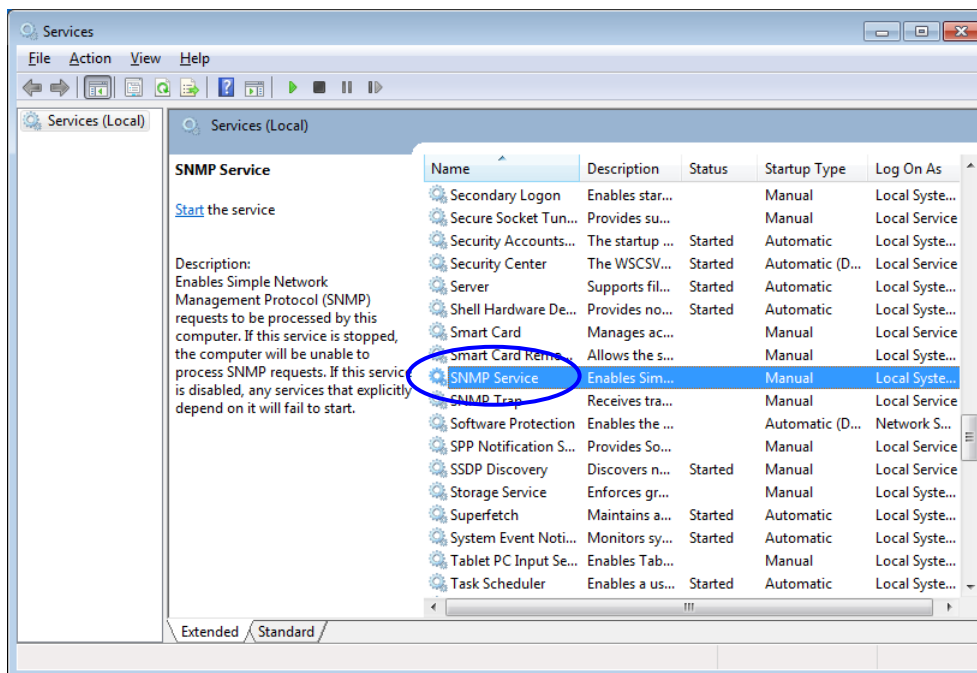 Services
File Action View Help
Services (Local)
Services (Local)
SNMP Service
Start the service
Description:
Enables Simple Network
Management Protocol (SNMP)
requests to be processed by this
computer. If this service is stopped,
the computer will be unable to
process SNMP requests. If this service
is disabled, any services that explicitly
depend on it will fail to start.
Name Description Status Startup Type Log On As
Secondary Logon Enables star... Manual Local Syste...
Secure Socket Tun... Provides su... Manual Local Service
Security Accounts... The startup ... Started Automatic Local Syste...
Security Center The WSCSV... Started Automatic (D... Local Service
Server Supports fil... Started Automatic Local Syste...
Shell Hardware De... Provides no... Started Automatic Local Syste...
Smart Card Manages ac... Manual Local Service
Smart Card Remo... Allows the s... Manual Local Syste...
SNMP Service Enables Sim... Manual Local Syste...
SNMP Trap Receives tra... Manual Local Service
Software Protection Enables the ... Automatic (D... Network S...
SPP Notification S... Provides So... Manual Local Service
SSDP Discovery Discovers n... Started Manual Local Service
Storage Service Enforces gr... Manual Local Syste...
Superfetch Maintains a... Started Automatic Local Syste...
System Event Noti... Monitors sy... Started Automatic Local Syste...
Tablet PC Input Se... Enables Tab... Manual Local Syste...
Task Scheduler Enables a us... Started Automatic Local Syste...
Extended Standard